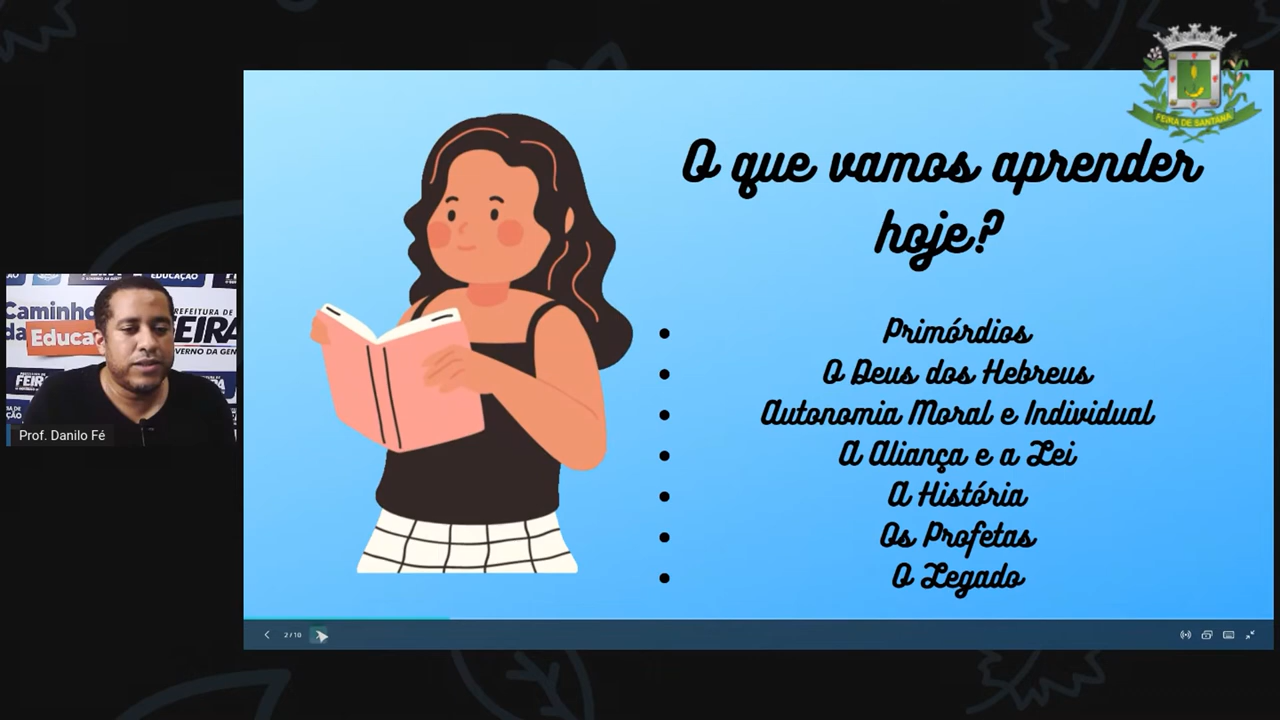 FEIRA DE SANTANA
O que vamos aprender
hoje?
Primórdios
O Deus dos Hebreus
Autonomia Moral e Individual
A Aliança e a Lei
A História
Os Profetas
O Legado
EDUCAÇÃO
Caminho
da
Educa
PREFEITURA DE
FEIRA
Prof. Danilo Fé
2/10